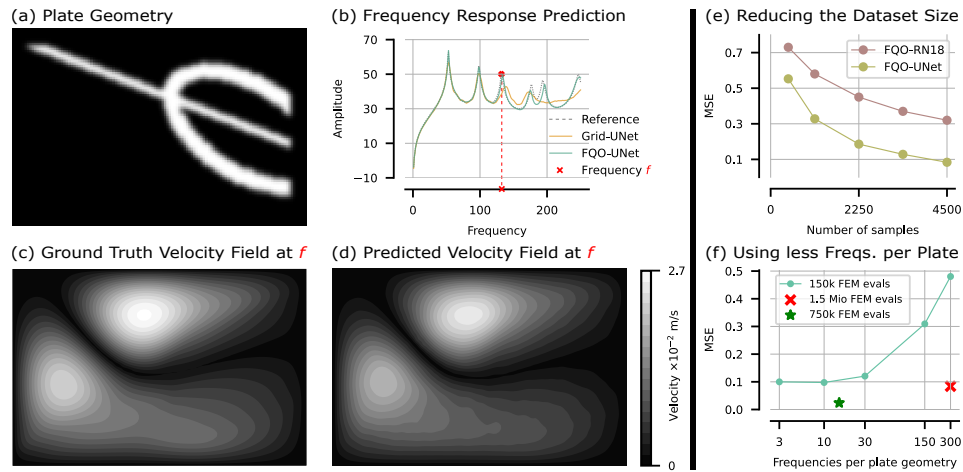 (a) Plate Geometry
(b) Frequency Response Prediction
70
50
30
10
−10
Amplitude
Reference
Grid-UNet
FQO-UNet
Frequency f
0
100
200
Frequency
(c) Ground Truth Velocity Field at f
(d) Predicted Velocity Field at f
2.7
Velocity ×10⁻² m/s
0
(e) Reducing the Dataset Size
FQO-RN18
FQO-UNet
0.7
0.5
0.3
0.1
MSE
0
2250
4500
Number of samples
(f) Using less Freqs. per Plate
150k FEM evals
1.5 Mio FEM evals
750k FEM evals
0.5
0.4
0.3
0.2
0.1
0.0
MSE
3
10
30
150
300
Frequencies per plate geometry